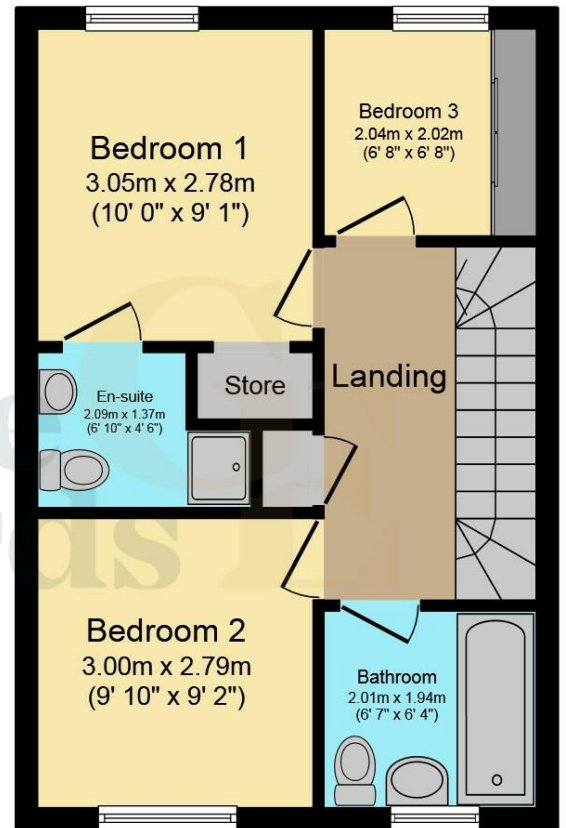 Bedroom 1
3.05m x 2.78m
(10' 0" x 9' 1")
Bedroom 3
2.04m x 2.02m
(6' 8" x 6' 8")
En-suite
2.09m x 1.37m
(6' 10" x 4' 6")
Store
Landing
Bedroom 2
3.00m x 2.79m
(9' 10" x 9' 2")
Bathroom
2.01m x 1.94m
(6' 7" x 6' 4")